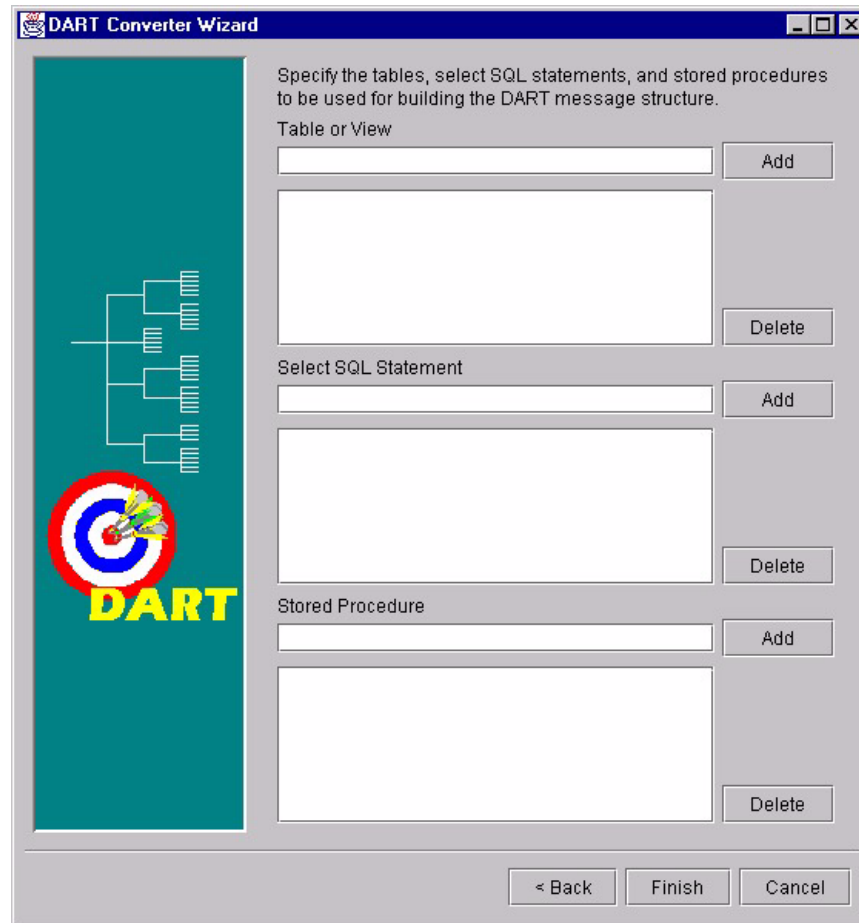 DART Converter Wizard
Specify the tables, select SQL statements, and stored procedures
to be used for building the DART message structure.
Table or View
Add
Delete
Select SQL Statement
Add
Delete
DART
Stored Procedure
Add
Delete
< Back
Finish
Cancel